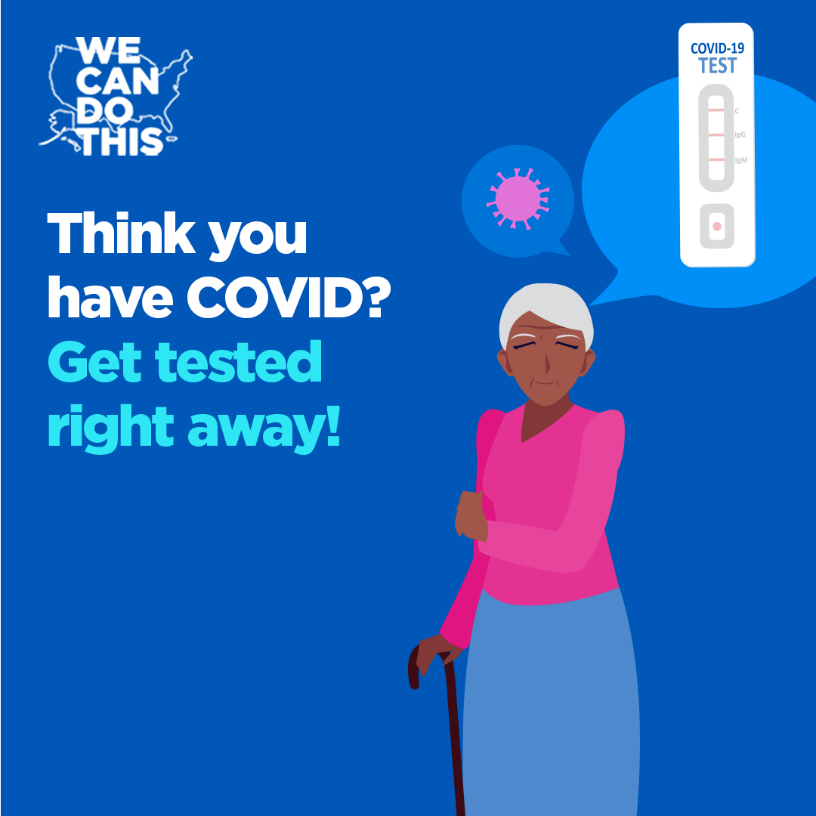 WE
CAN
DO
THIS
COVID-19
TEST
C
IgG
IgM
Think you
have COVID?
Get tested
right away!